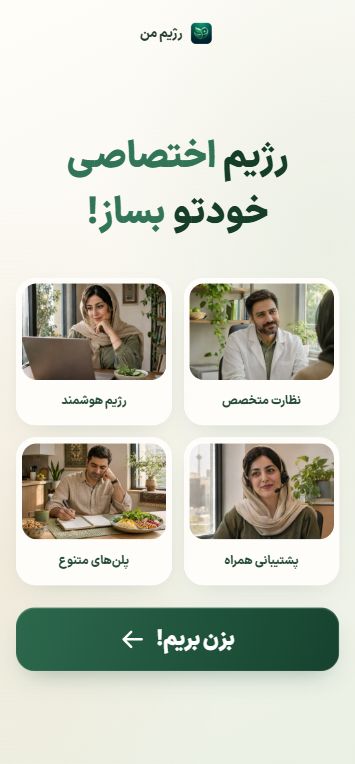 رژیم من
رژیم اختصاصی
خودتو بساز!
نظارت متخصص
رژیم هوشمند
پشتیبانی همراه
پلن‌های متنوع
بزن بریم!